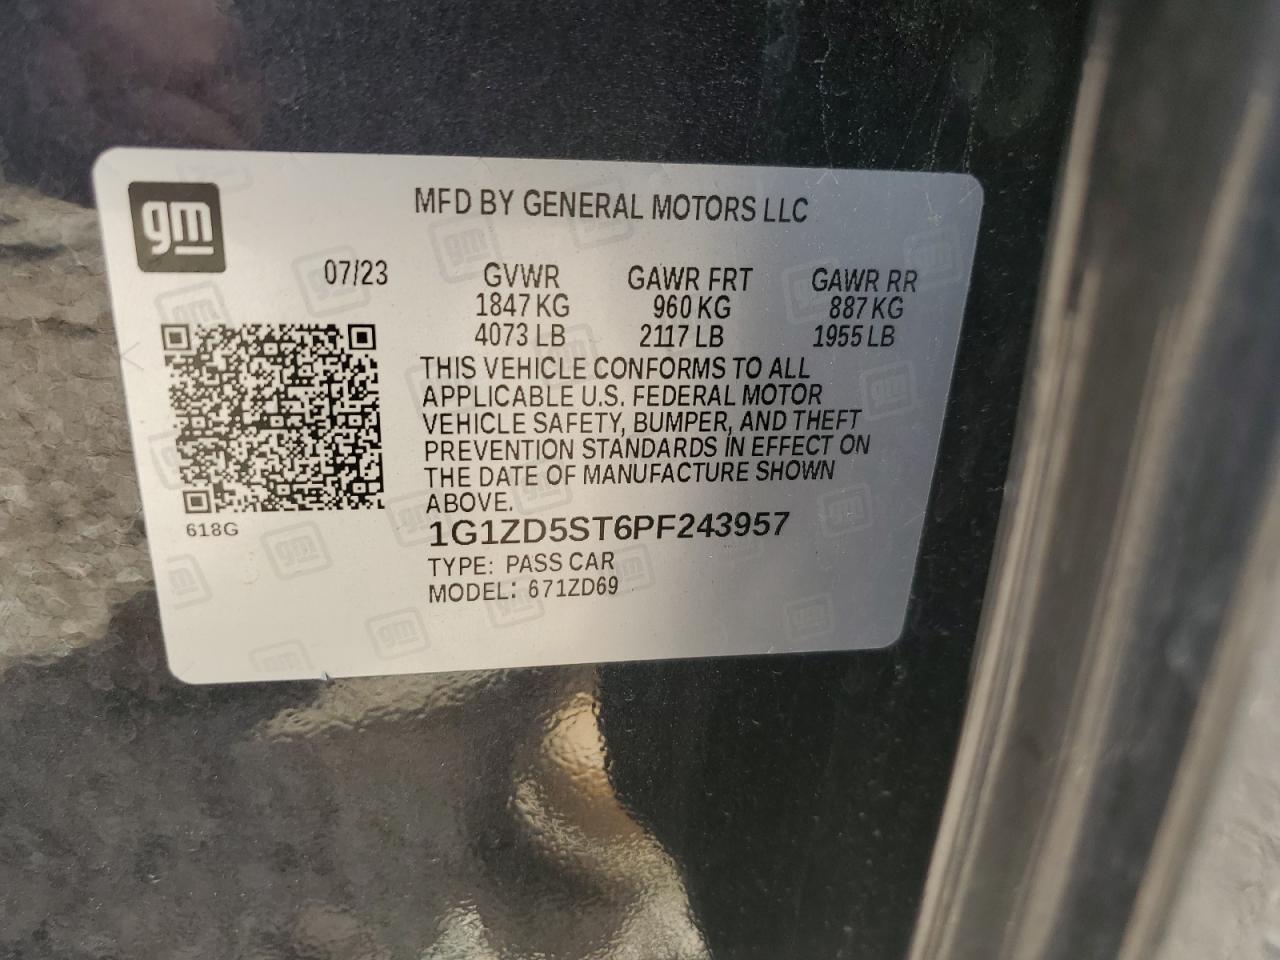 gm
MFD BY GENERAL MOTORS LLC
07/23 GVWR GAWR FRT GAWR RR
1847 KG 960 KG 887 KG
4073 LB 2117 LB 1955 LB
THIS VEHICLE CONFORMS TO ALL
APPLICABLE U.S. FEDERAL MOTOR
VEHICLE SAFETY, BUMPER, AND THEFT
PREVENTION STANDARDS IN EFFECT ON
THE DATE OF MANUFACTURE SHOWN
ABOVE.
618G
1G1ZD5ST6PF243957
TYPE: PASS CAR
MODEL: 671ZD69